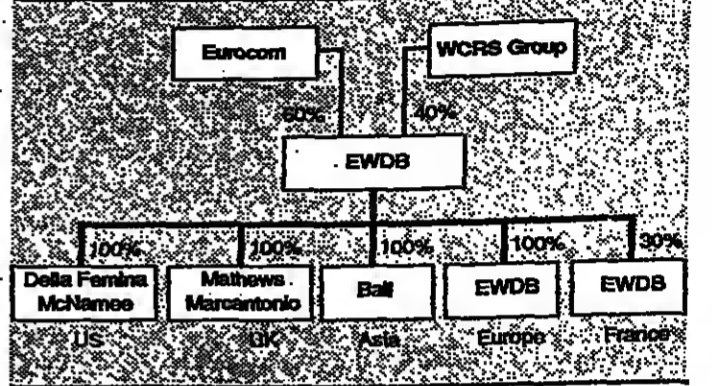 Eurocom
WCRS Group
60%
40%
EWDB
100%
100%
100%
100%
30%
Della Femina
McNamee
Mathews
Marcantonio
Ball
EWDB
EWDB
US
UK
Asia
Europe
France